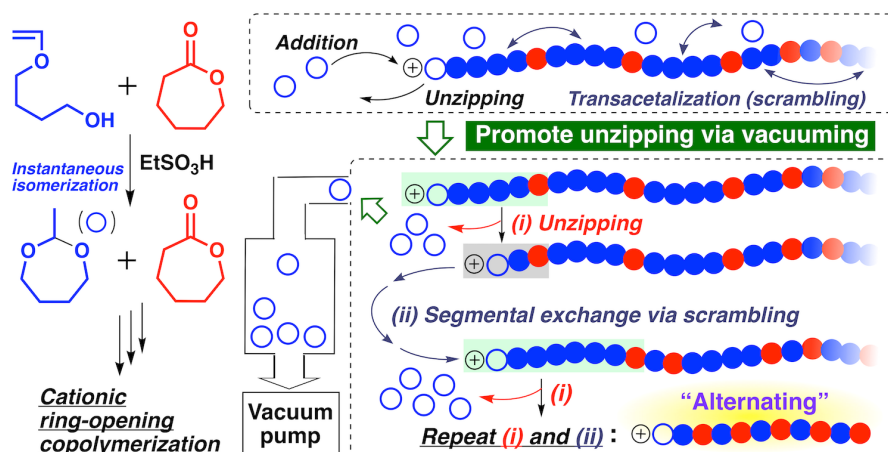 O
O
OH
+
O
O
Instantaneous
isomerization
EtSO3H
O
O
( )
+
O
O
Cationic
ring-opening
copolymerization
Addition
+
Unzipping
Transacetalization (scrambling)
Promote unzipping via vacuuming
+
(i) Unzipping
+
(ii) Segmental exchange via scrambling
+
(i)
Vacuum
pump
"Alternating"
Repeat (i) and (ii) :
+